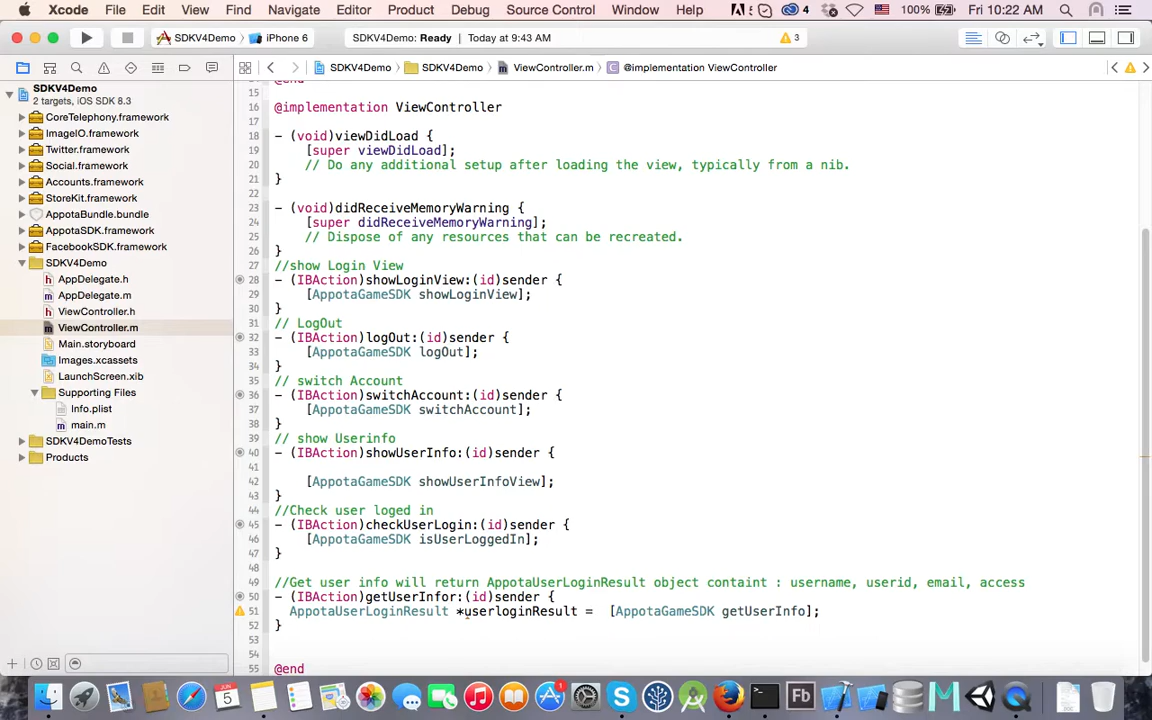 Xcode File Edit View Find Navigate Editor Product Debug Source Control Window Help 4 100% Fri 10:22 AM
SDKV4Demo iPhone 6 SDKV4Demo: Ready | Today at 9:43 AM 3
SDKV4Demo SDKV4Demo ViewController.m @implementation ViewController
SDKV4Demo
2 targets, iOS SDK 8.3
CoreTelephony.framework
ImageIO.framework
Twitter.framework
Social.framework
Accounts.framework
StoreKit.framework
AppotaBundle.bundle
AppotaSDK.framework
FacebookSDK.framework
SDKV4Demo
AppDelegate.h
AppDelegate.m
ViewController.h
ViewController.m
Main.storyboard
Images.xcassets
LaunchScreen.xib
Supporting Files
Info.plist
main.m
SDKV4DemoTests
Products
@end
15
16 @implementation ViewController
17
18 - (void)viewDidLoad {
19 [super viewDidLoad];
20 // Do any additional setup after loading the view, typically from a nib.
21 }
22
23 - (void)didReceiveMemoryWarning {
24 [super didReceiveMemoryWarning];
25 // Dispose of any resources that can be recreated.
26 }
27 //show Login View
28 - (IBAction)showLoginView:(id)sender {
29 [AppotaGameSDK showLoginView];
30 }
31 // LogOut
32 - (IBAction)logOut:(id)sender {
33 [AppotaGameSDK logOut];
34 }
35 // switch Account
36 - (IBAction)switchAccount:(id)sender {
37 [AppotaGameSDK switchAccount];
38 }
39 // show Userinfo
40 - (IBAction)showUserInfo:(id)sender {
41
42 [AppotaGameSDK showUserInfoView];
43 }
44 //Check user loged in
45 - (IBAction)checkUserLogin:(id)sender {
46 [AppotaGameSDK isUserLoggedIn];
47 }
48
49 //Get user info will return AppotaUserLoginResult object containt : username, userid, email, access
50 - (IBAction)getUserInfor:(id)sender {
51 AppotaUserLoginResult *userloginResult = [AppotaGameSDK getUserInfo];
52 }
53
54
55 @end
JUN
5
1
Fb
DOC